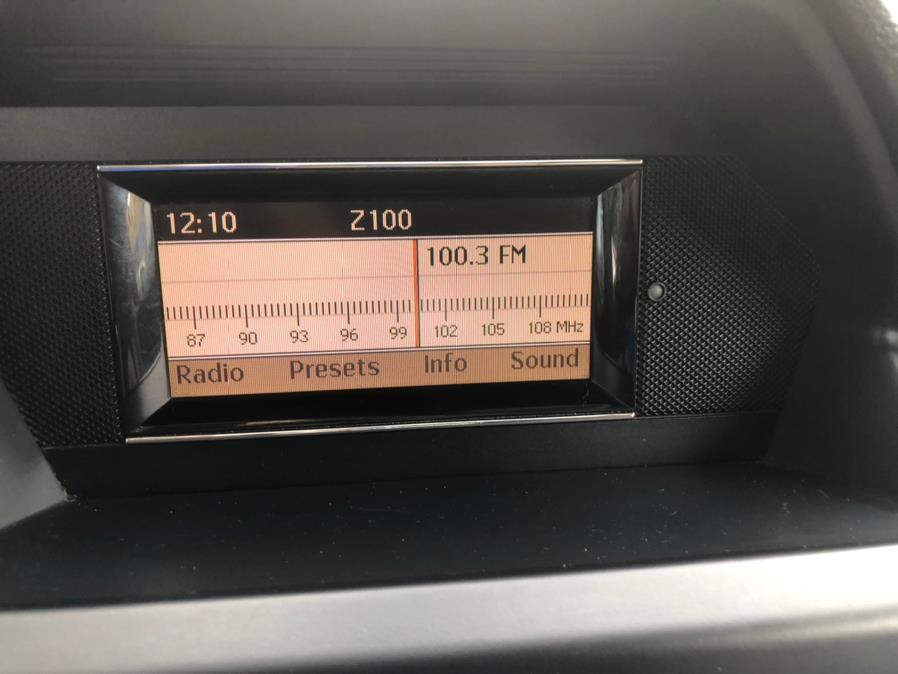 12:10 Z100
100.3 FM
87 90 93 96 99 102 105 108 MHz
Radio Presets Info Sound